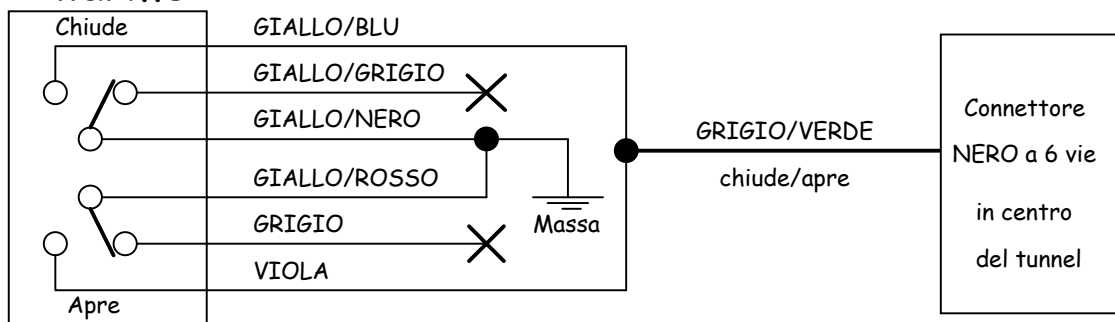 Chiude
GIALLO/BLU
GIALLO/GRIGIO
GIALLO/NERO
GIALLO/ROSSO
GRIGIO
VIOLA
Apre
Massa
GRIGIO/VERDE
chiude/apre
Connettore
NERO a 6 vie
in centro
del tunnel